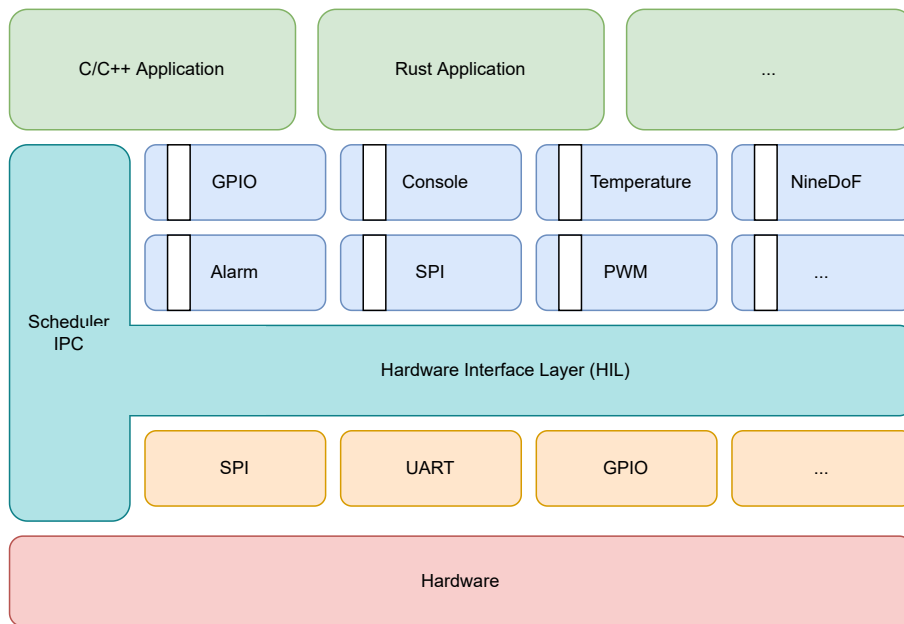 C/C++ Application
Rust Application
...
GPIO
Console
Temperature
NineDoF
Alarm
SPI
PWM
...
Scheduler
IPC
Hardware Interface Layer (HIL)
SPI
UART
GPIO
...
Hardware